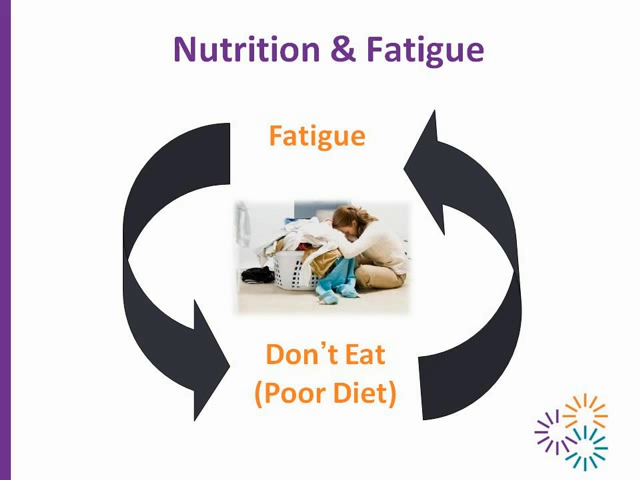 Nutrition & Fatigue
Fatigue
Don’t Eat
(Poor Diet)